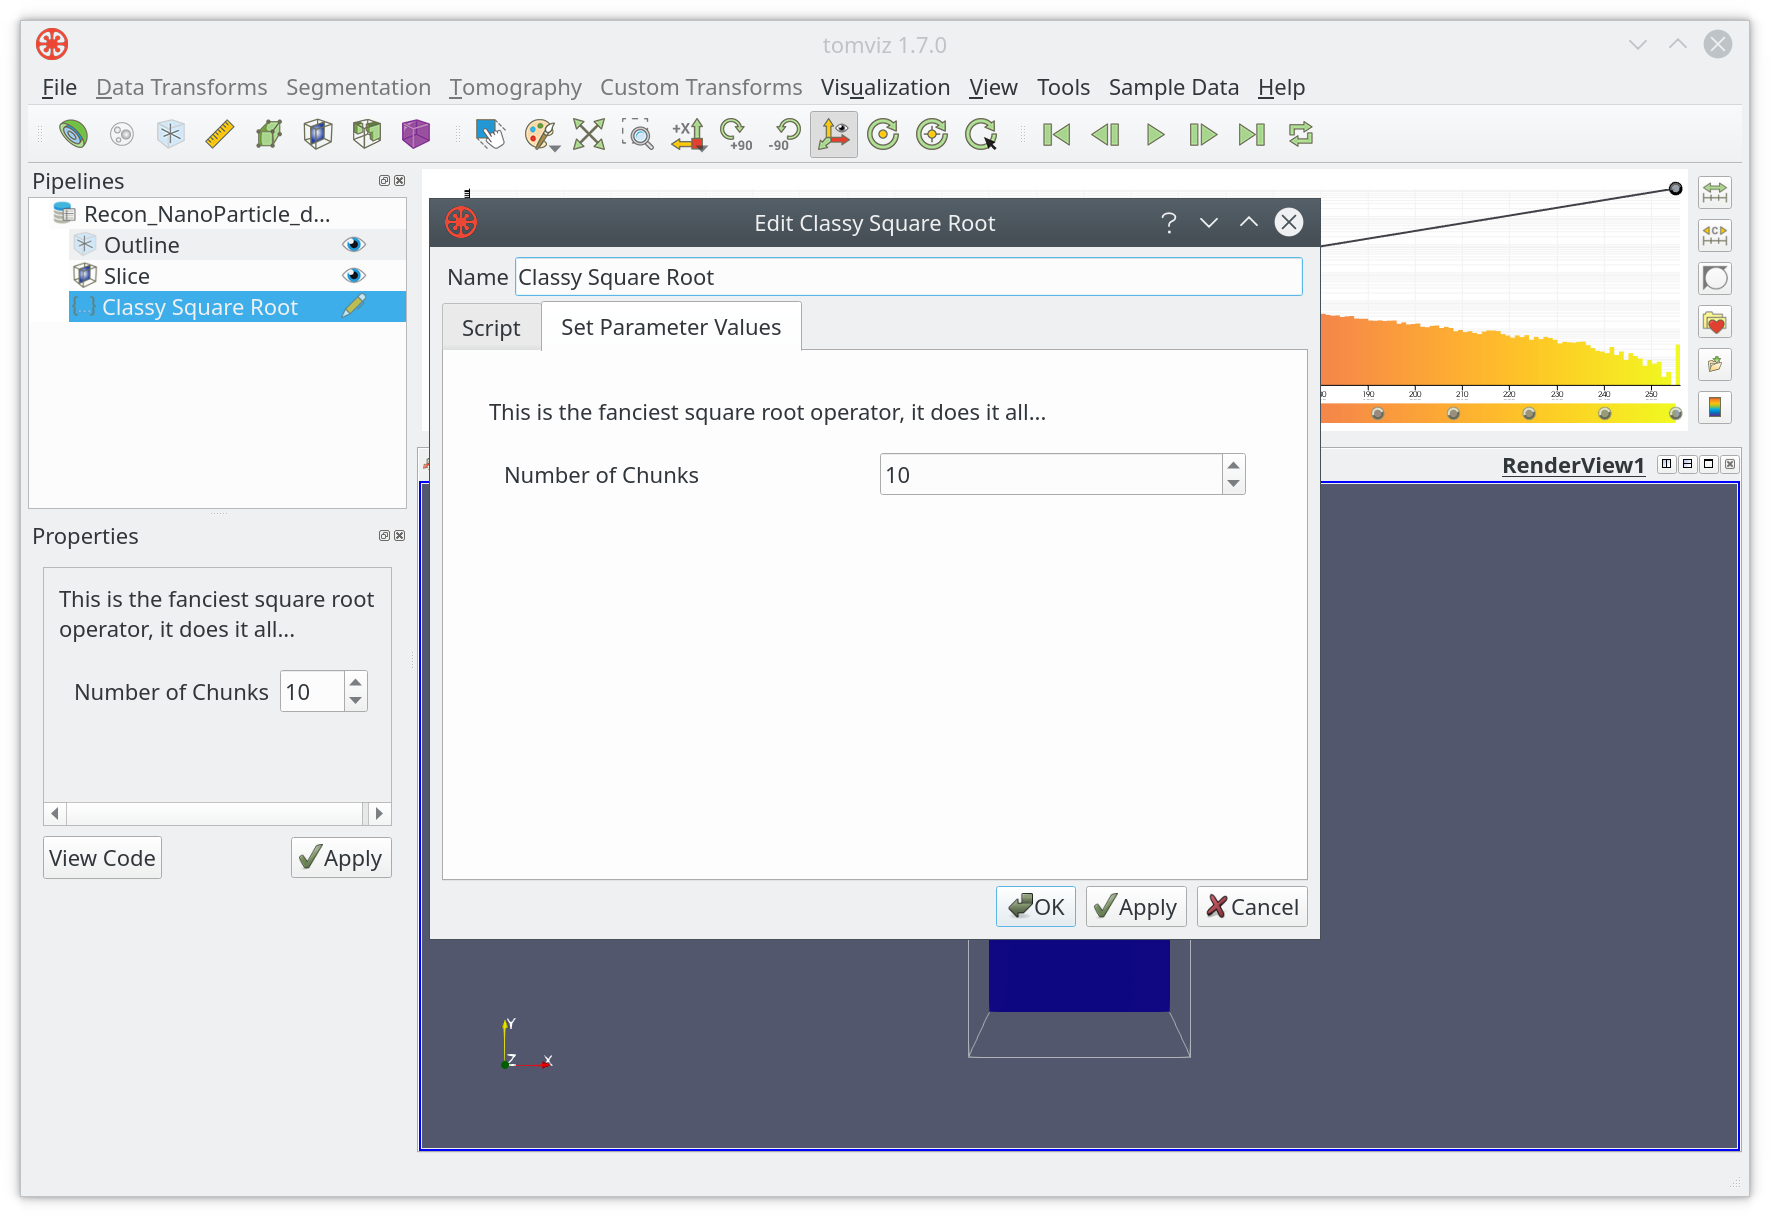 tomviz 1.7.0
File Data Transforms Segmentation Tomography Custom Transforms Visualization View Tools Sample Data Help
+X
+90
-90
Pipelines
Recon_NanoParticle_d...
Outline
Slice
{...} Classy Square Root
Edit Classy Square Root
?
Name Classy Square Root
Script
Set Parameter Values
This is the fanciest square root operator, it does it all...
Number of Chunks 10
OK
Apply
Cancel
190 200 210 220 230 240 250
C
RenderView1
Properties
This is the fanciest square root
operator, it does it all...
Number of Chunks 10
View Code
Apply
Y
Z
X